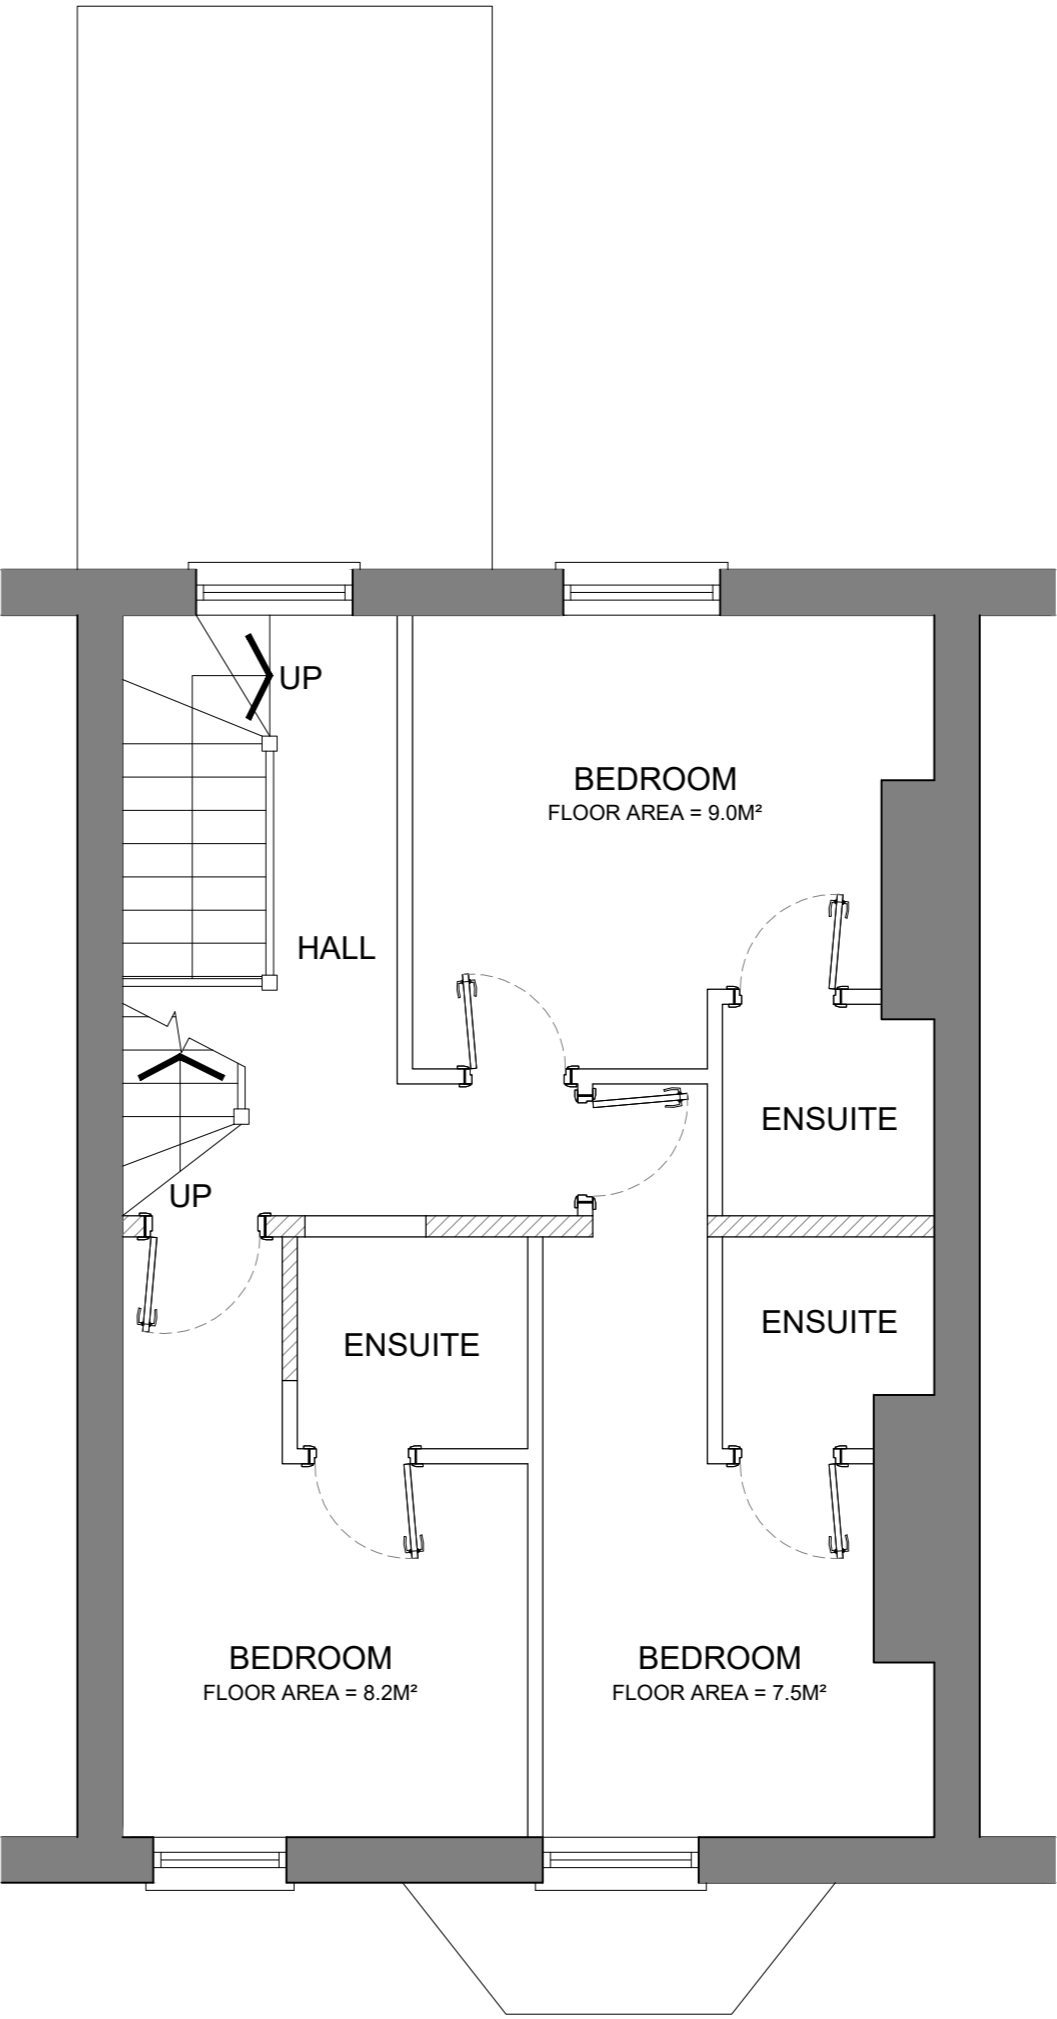 UP
BEDROOM
FLOOR AREA = 9.0M²
HALL
ENSUITE
UP
ENSUITE
ENSUITE
BEDROOM
FLOOR AREA = 8.2M²
BEDROOM
FLOOR AREA = 7.5M²